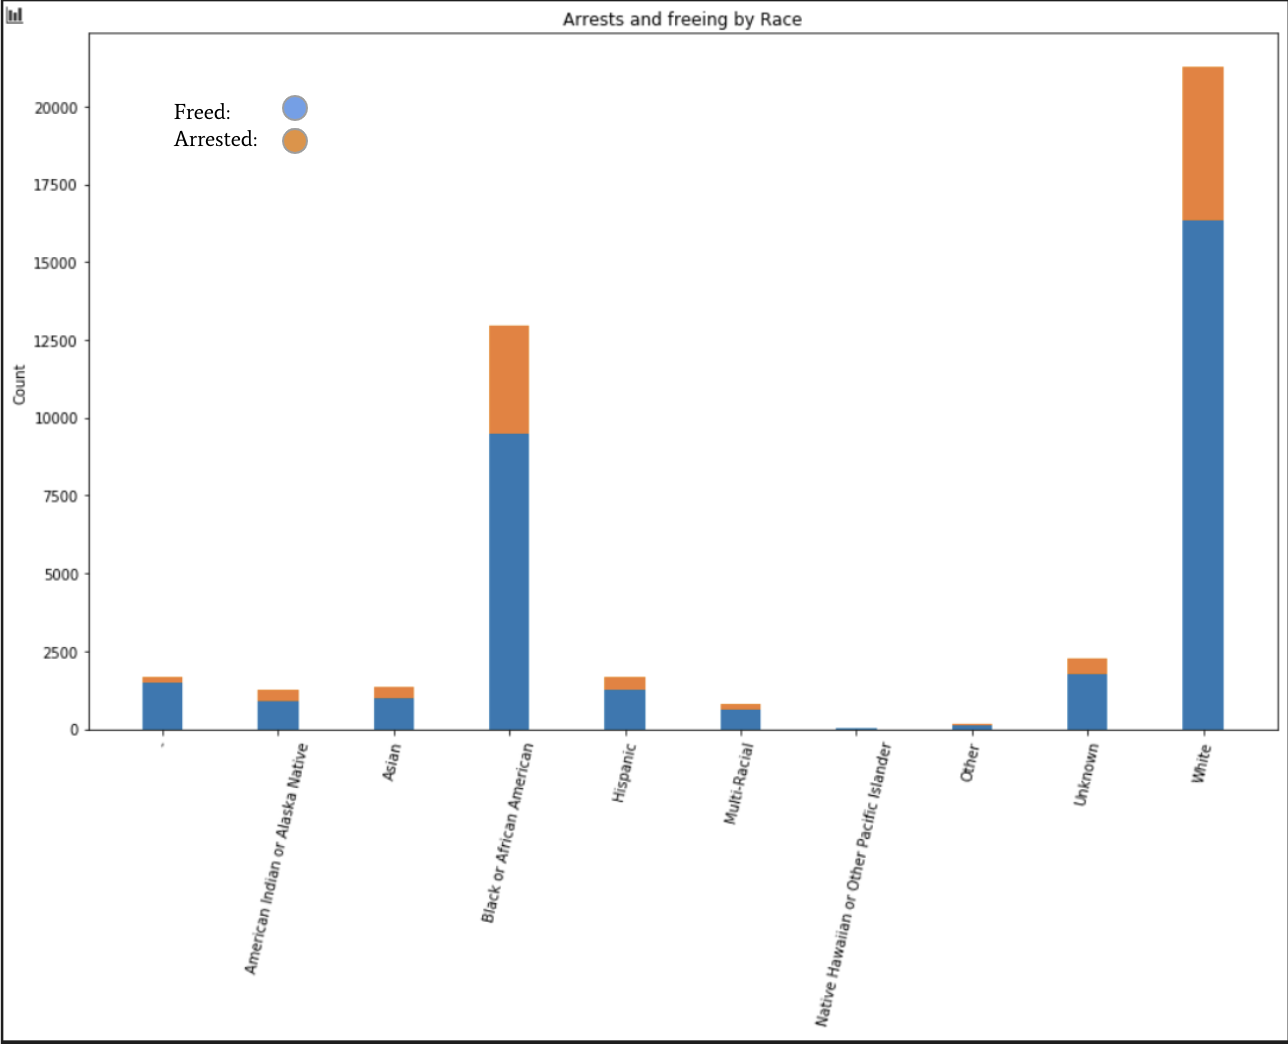 Arrests and freeing by Race
Freed:
Arrested:
20000
17500
15000
12500
10000
7500
5000
2500
0
Count
-
American Indian or Alaska Native
Asian
Black or African American
Hispanic
Multi-Racial
Native Hawaiian or Other Pacific Islander
Other
Unknown
White